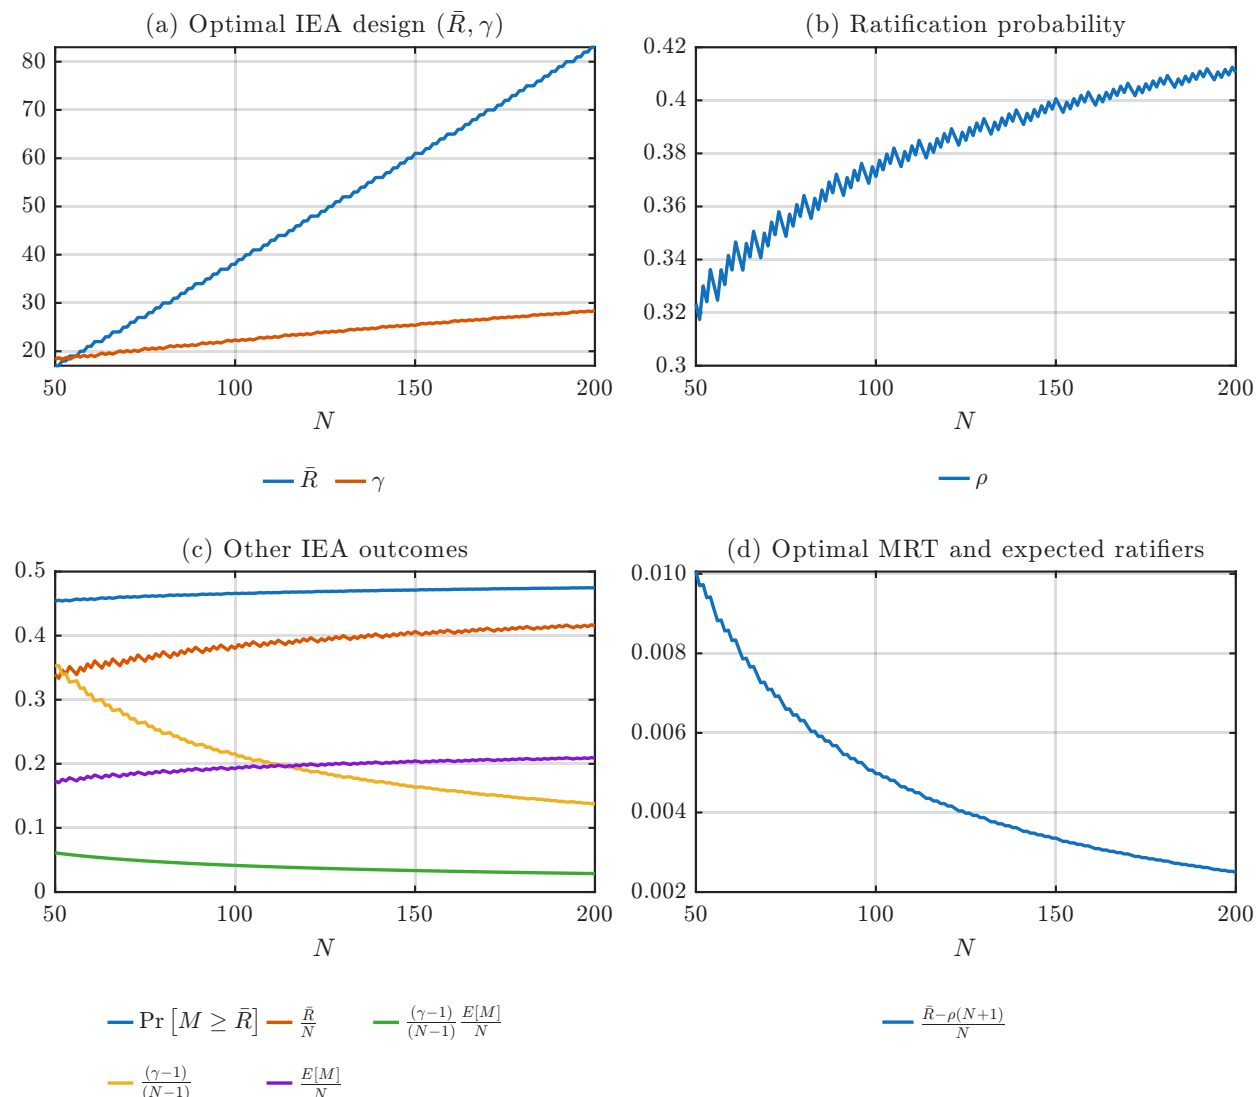 (a) Optimal IEA design (R̄, γ)
80
70
60
50
40
30
20
50 100 150 200
N
R̄ γ
(b) Ratification probability
0.42
0.4
0.38
0.36
0.34
0.32
0.3
50 100 150 200
N
ρ
(c) Other IEA outcomes
0.5
0.4
0.3
0.2
0.1
0
50 100 150 200
N
Pr [M ≥ R̄] R̄/N (γ−1)/(N−1) E[M]/N
(γ−1)/(N−1) E[M]/N
(d) Optimal MRT and expected ratifiers
0.010
0.008
0.006
0.004
0.002
50 100 150 200
N
R̄−ρ(N+1)/N